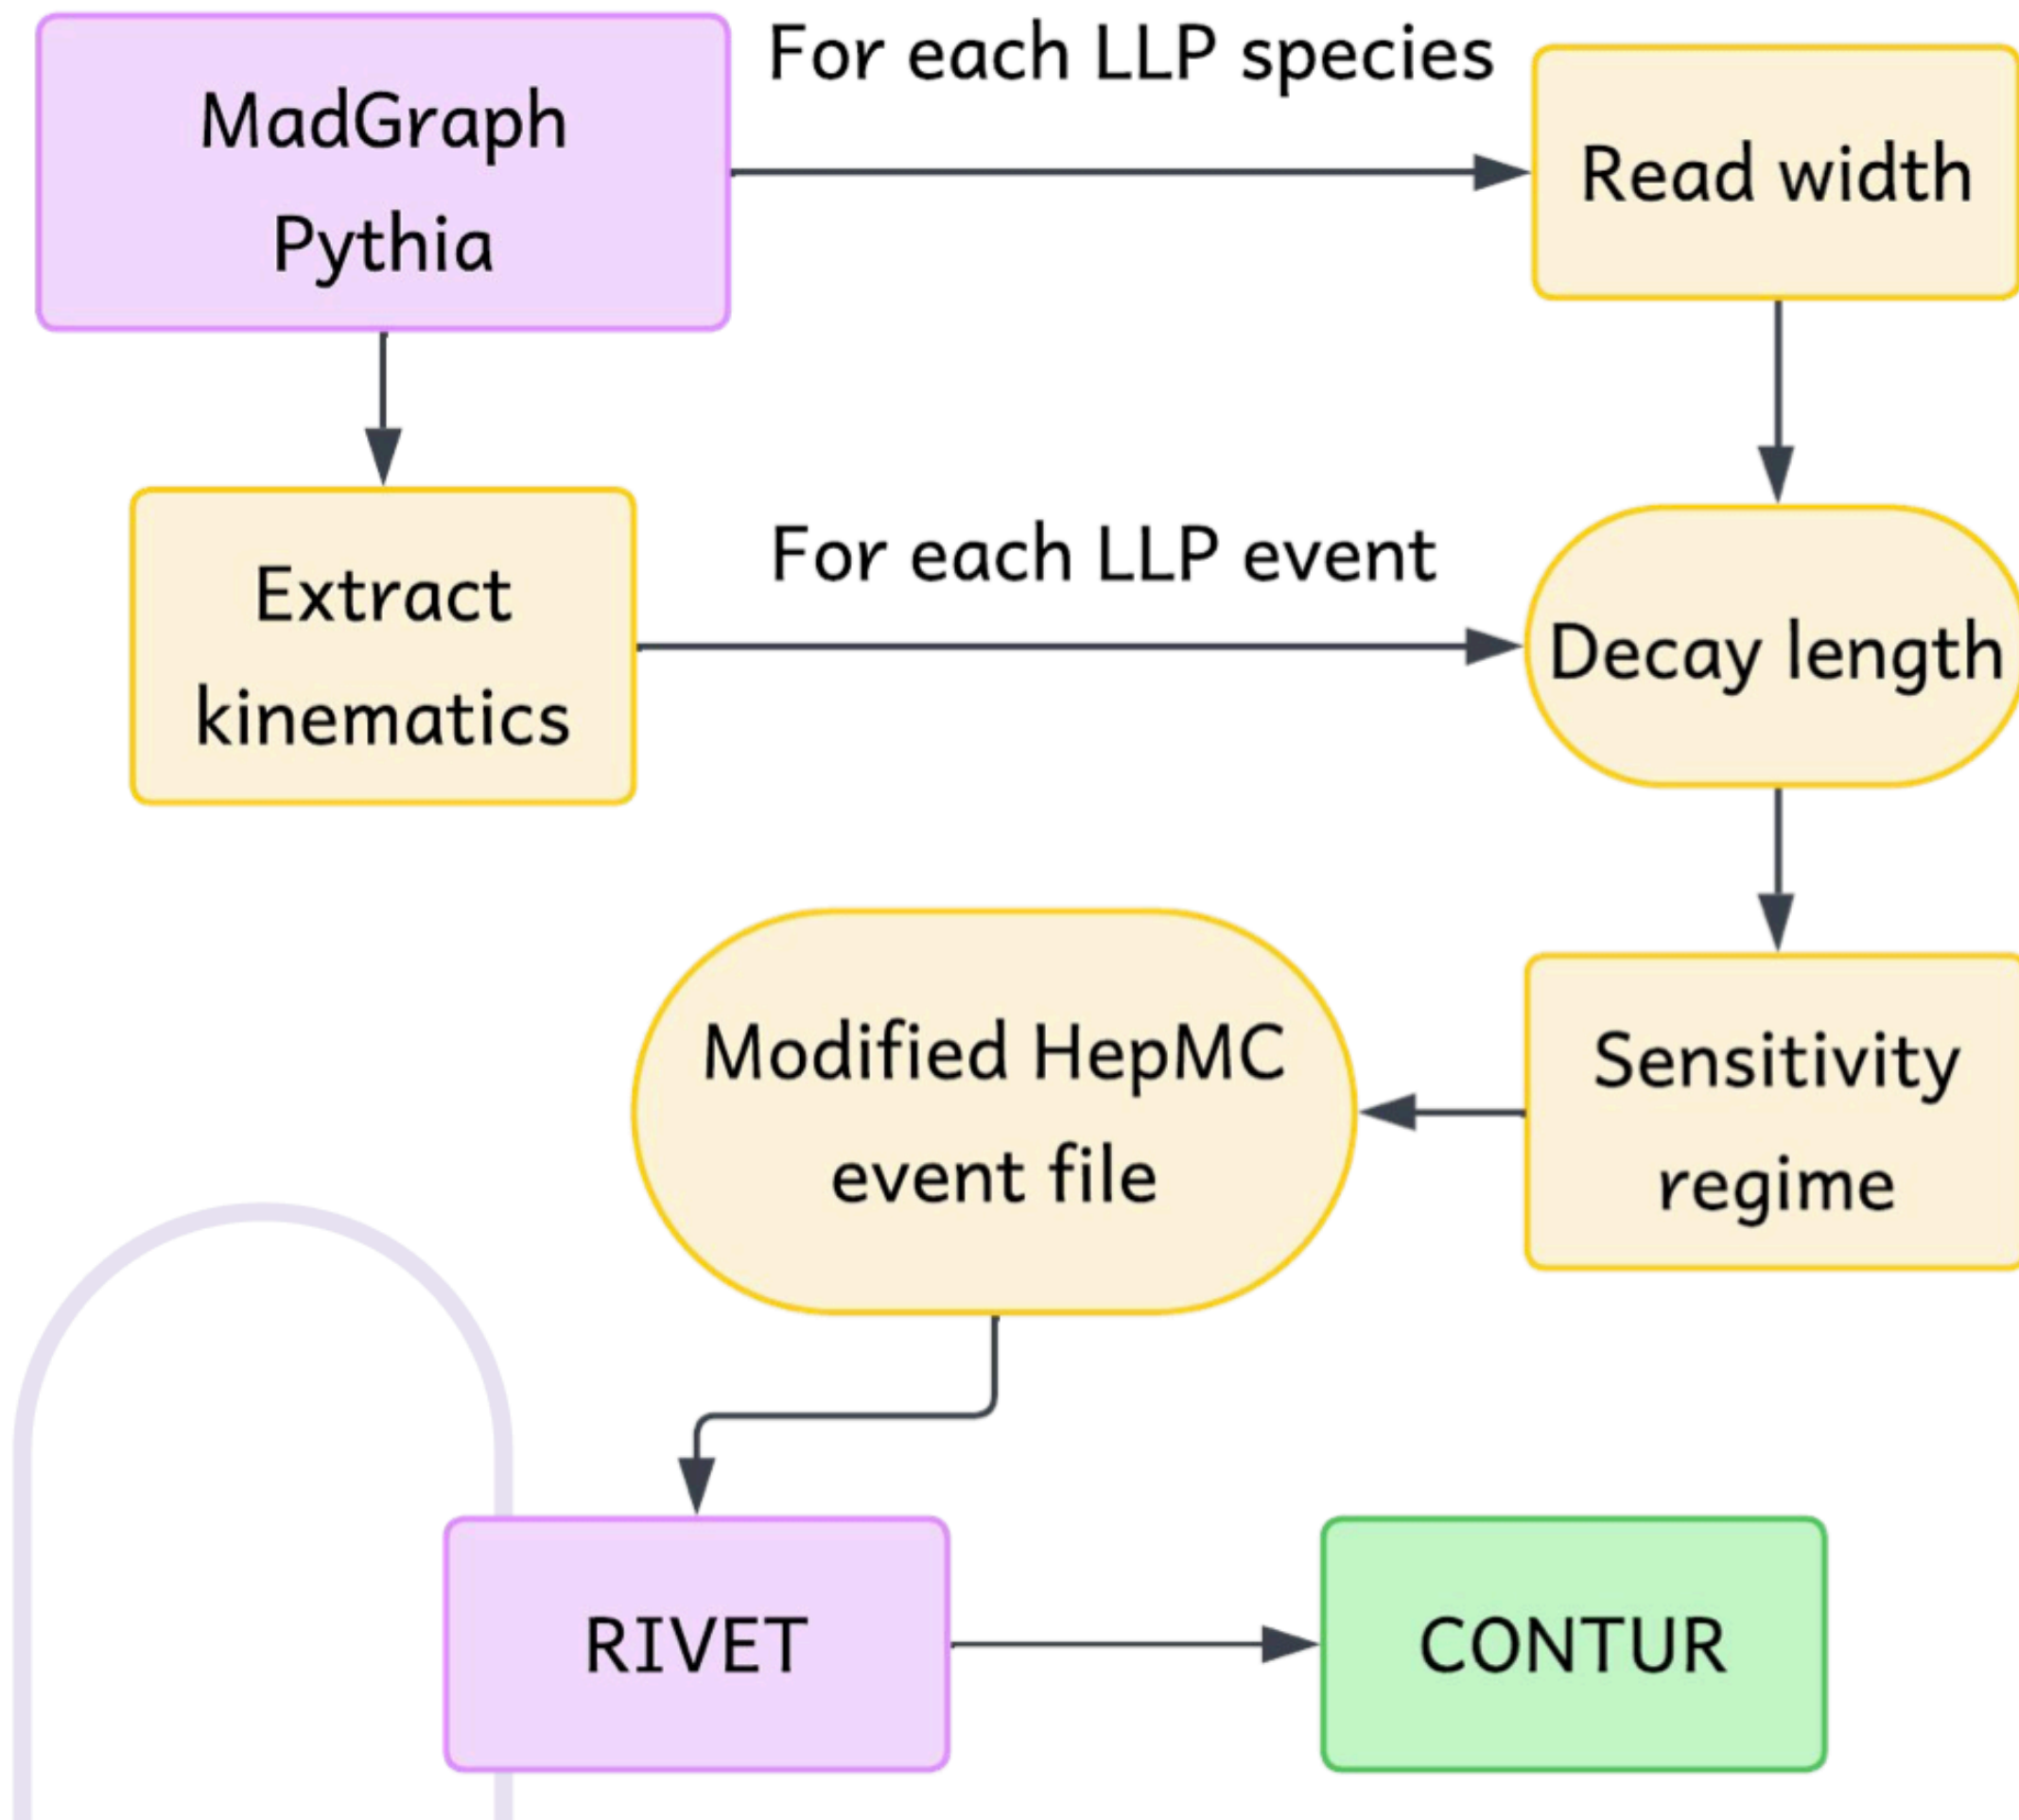 For each LLP species
MadGraph
Pythia
Read width
For each LLP event
Extract
kinematics
Decay length
Modified HepMC
event file
Sensitivity
regime
RIVET
CONTUR